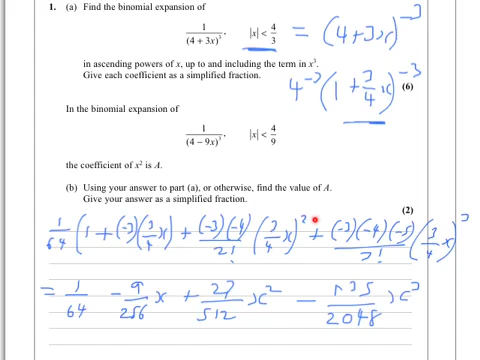 1. (a) Find the binomial expansion of
1/(4 + 3x)³, |x| < 4/3 = (4+3x)⁻³
in ascending powers of x, up to and including the term in x³.
Give each coefficient as a simplified fraction.
4⁻³(1 + 3/4 x)⁻³
(6)
In the binomial expansion of
1/(4 − 9x)³, |x| < 4/9
the coefficient of x² is A.
(b) Using your answer to part (a), or otherwise, find the value of A.
Give your answer as a simplified fraction.
(2)
1/64 (1 + (-3)(3/4 x) + (-3)(-4)/2! (3/4 x)² + (-3)(-4)(-5)/3! (3/4 x)³
= 1/64 − 9/256 x + 27/512 x² − 135/2048 x³